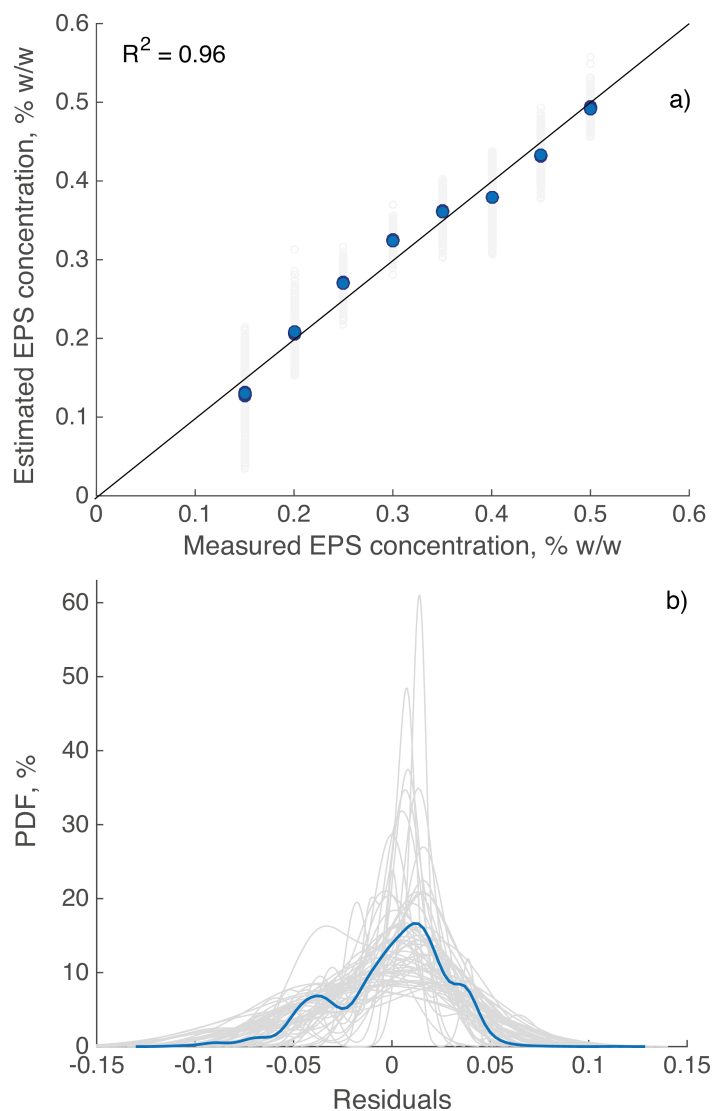 R² = 0.96
a)
Estimated EPS concentration, % w/w
0.6
0.5
0.4
0.3
0.2
0.1
0
0 0.1 0.2 0.3 0.4 0.5 0.6
Measured EPS concentration, % w/w
b)
PDF, %
60
50
40
30
20
10
0
-0.15 -0.1 -0.05 0 0.05 0.1 0.15
Residuals